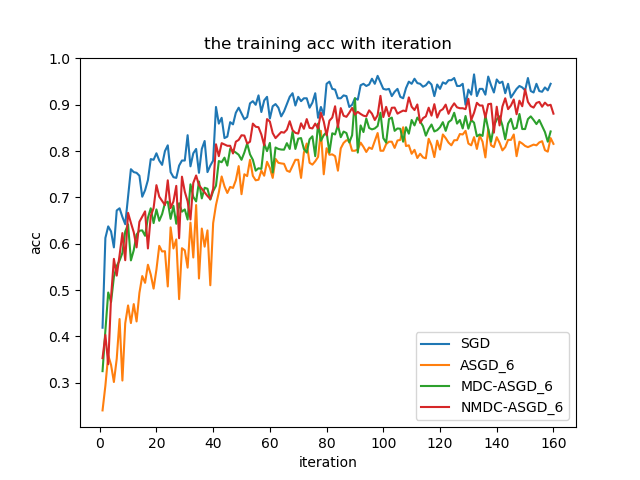 the training acc with iteration
1.0
0.9
0.8
0.7
0.6
0.5
0.4
0.3
acc
0 20 40 60 80 100 120 140 160
iteration
SGD
ASGD_6
MDC-ASGD_6
NMDC-ASGD_6